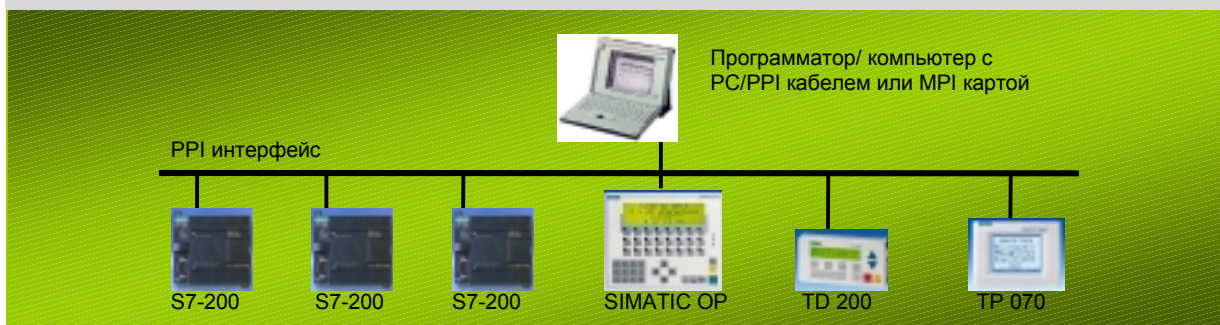 Программатор/ компьютер с
PC/PPI кабелем или MPI картой
PPI интерфейс
S7-200
S7-200
S7-200
SIMATIC OP
TD 200
TP 070